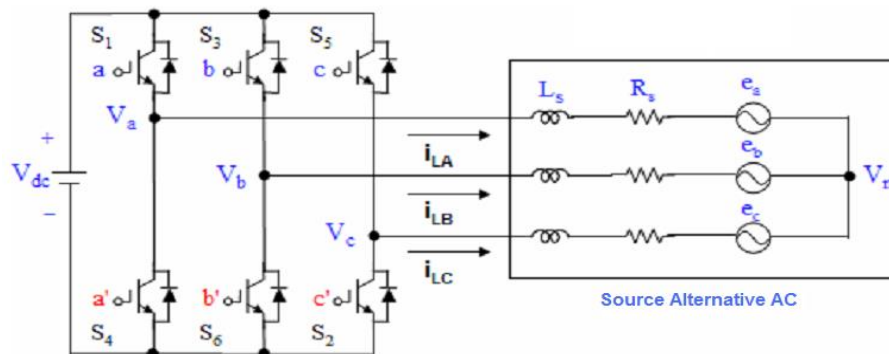 S1 S3 S5
a b c
Va
Ls Rs ea
iLA
+
Vdc
Vb
eb
iLB
−
Vc
ec
iLC
a' b' c'
S4 S6 S2
Source Alternative AC